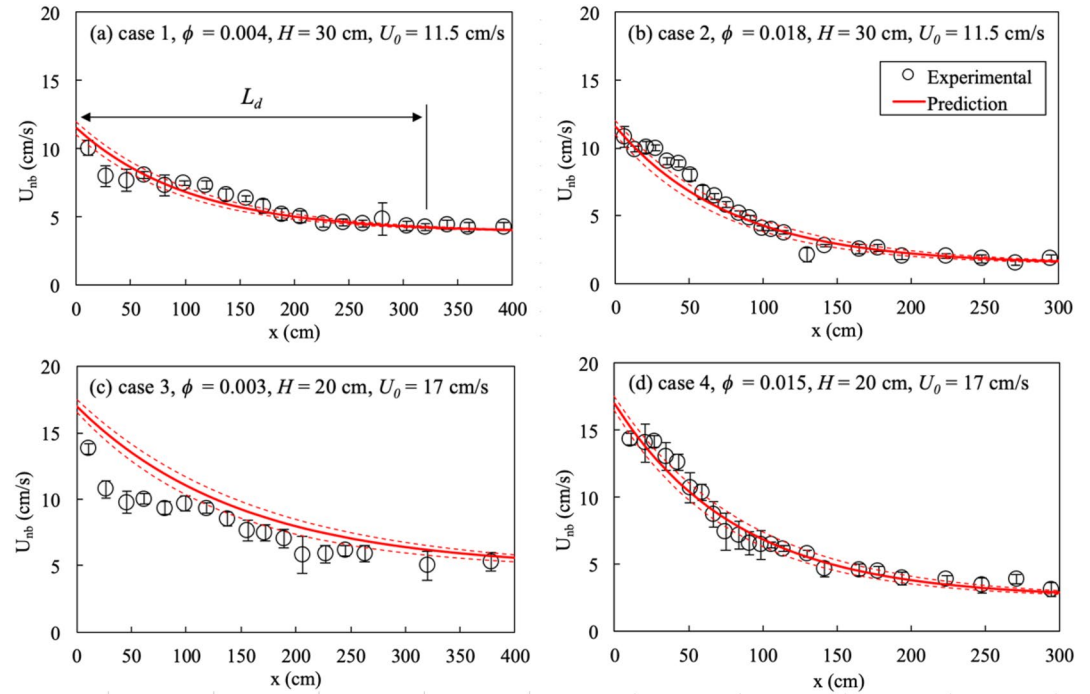 (a) case 1, ϕ = 0.004, H = 30 cm, U₀ = 11.5 cm/s
20
15
10
5
0
U_nb (cm/s)
L_d
0 50 100 150 200 250 300 350 400
x (cm)
(b) case 2, ϕ = 0.018, H = 30 cm, U₀ = 11.5 cm/s
Experimental
Prediction
20
15
10
5
0
U_nb (cm/s)
0 50 100 150 200 250 300
x (cm)
(c) case 3, ϕ = 0.003, H = 20 cm, U₀ = 17 cm/s
20
15
10
5
0
U_nb (cm/s)
0 50 100 150 200 250 300 350 400
x (cm)
(d) case 4, ϕ = 0.015, H = 20 cm, U₀ = 17 cm/s
20
15
10
5
0
U_nb (cm/s)
0 50 100 150 200 250 300
x (cm)